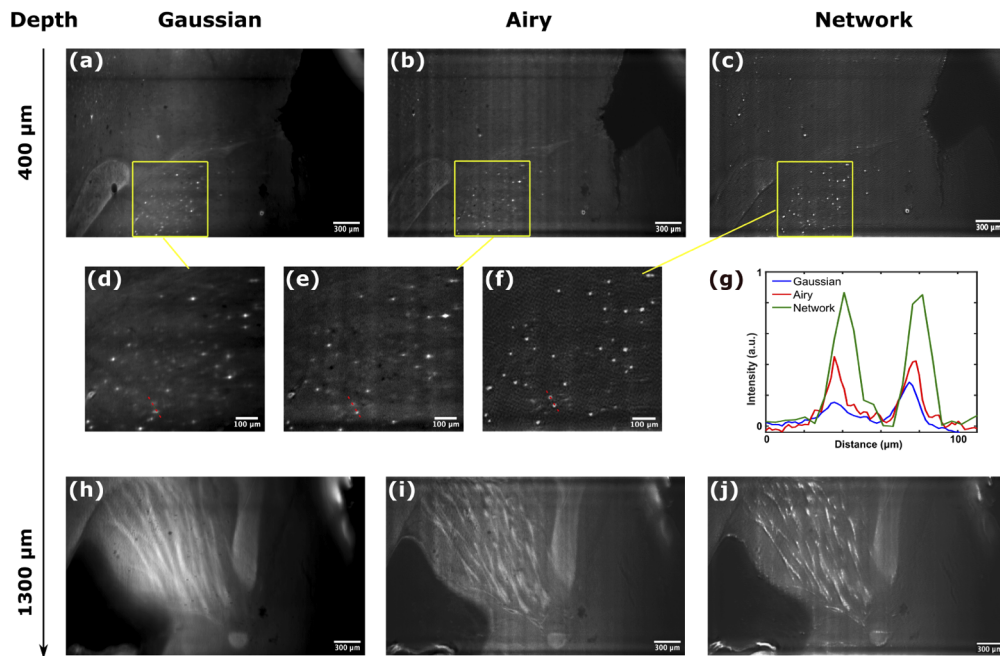 Depth Gaussian Airy Network
400 µm
(a) (b) (c)
300 µm 300 µm 300 µm
(d) (e) (f) (g)
100 µm 100 µm 100 µm
1
Gaussian
Airy
Network
Intensity (a.u.)
0
0 100
Distance (µm)
1300 µm
(h) (i) (j)
300 µm 300 µm 300 µm